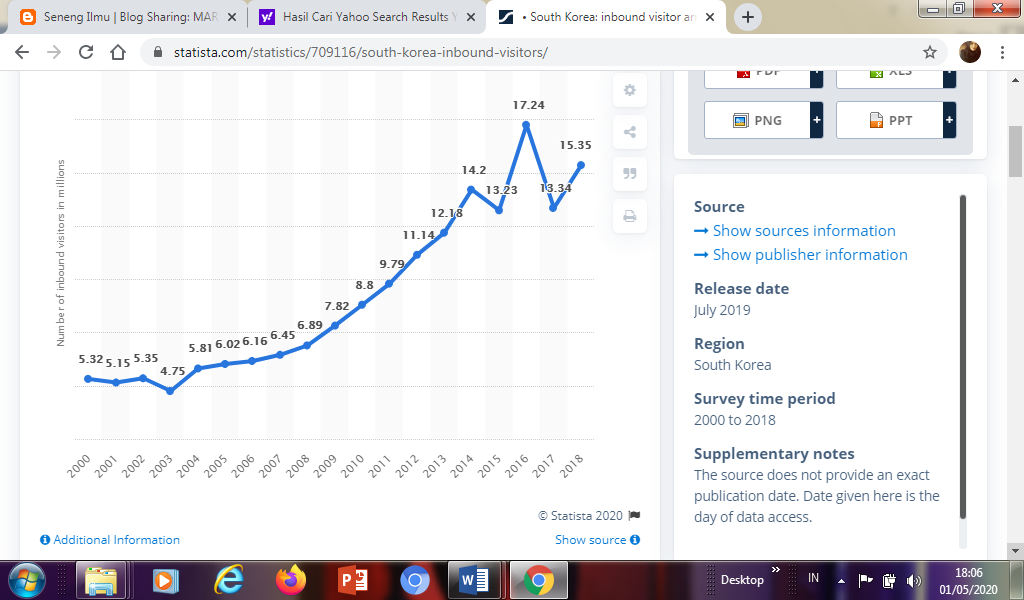 Seneng Ilmu | Blog Sharing: MAR
Hasil Cari Yahoo Search Results Y
• South Korea: inbound visitor an
statista.com/statistics/709116/south-korea-inbound-visitors/
PDF +
XLS +
PNG +
PPT +
Number of inbound visitors in millions
5.32
5.15
5.35
4.75
5.81
6.02
6.16
6.45
6.89
7.82
8.8
9.79
11.14
12.18
14.2
13.23
17.24
13.34
15.35
2000
2001
2002
2003
2004
2005
2006
2007
2008
2009
2010
2011
2012
2013
2014
2015
2016
2017
2018
© Statista 2020
Additional Information
Show source
Source
→ Show sources information
→ Show publisher information
Release date
July 2019
Region
South Korea
Survey time period
2000 to 2018
Supplementary notes
The source does not provide an exact
publication date. Date given here is the
day of data access.
Desktop
IN
18:06
01/05/2020